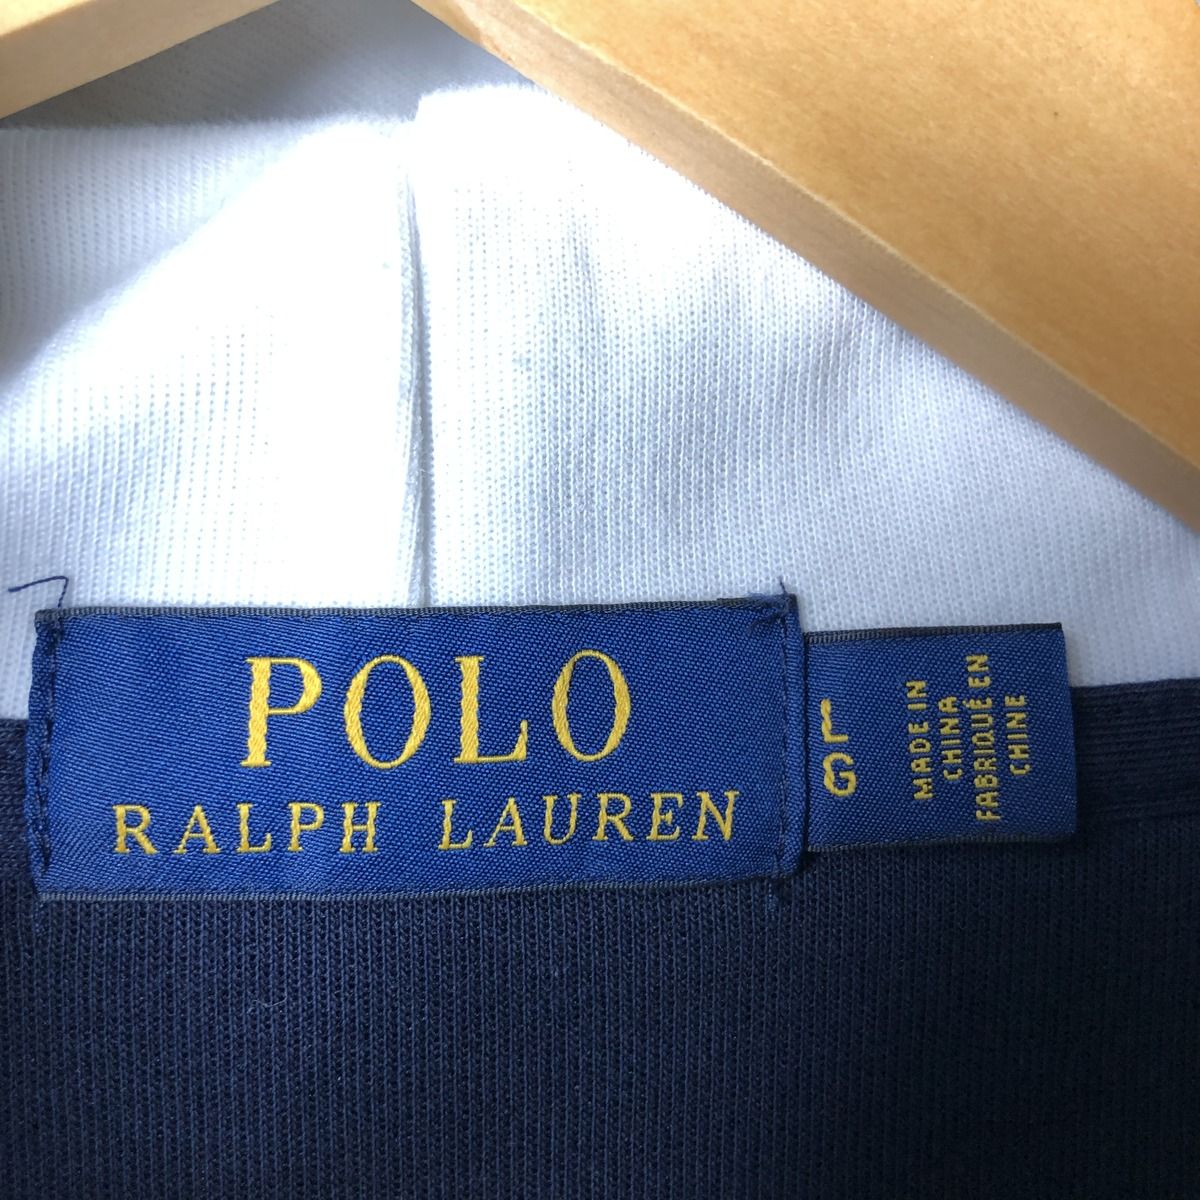 POLO
RALPH LAUREN
L
G
MADE IN
CHINA
FABRIQUÉ EN
CHINE